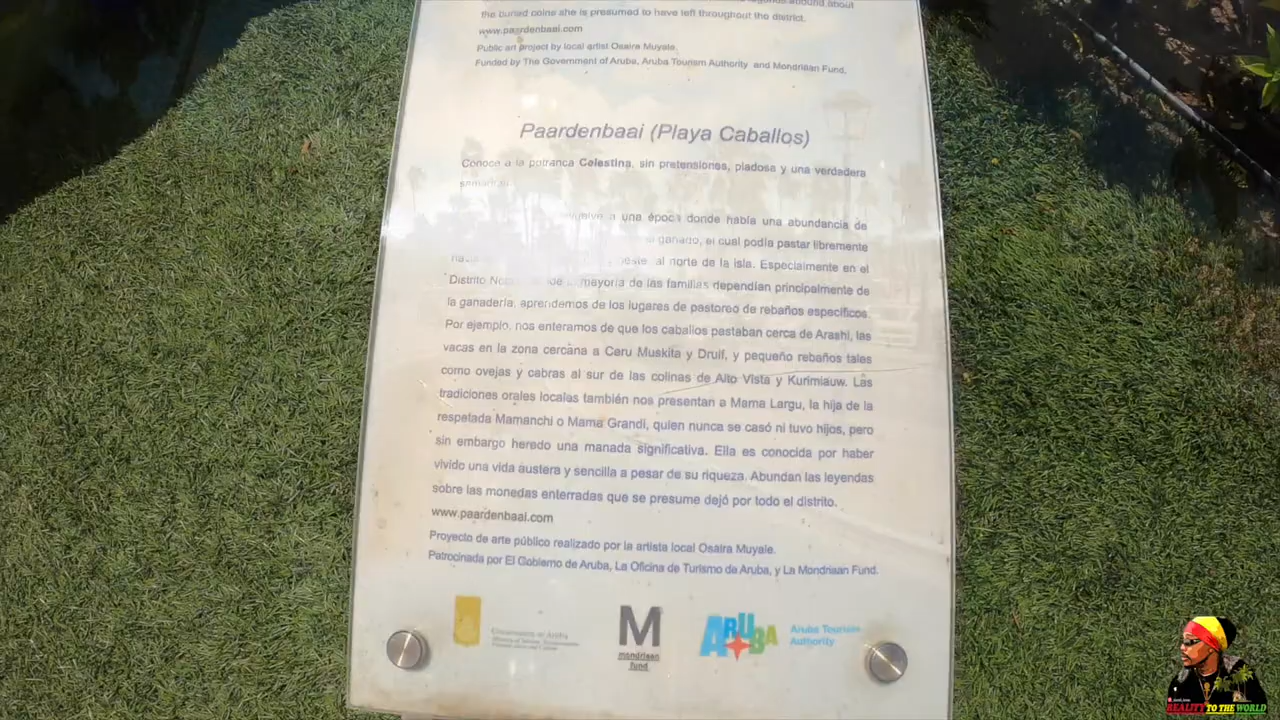 the buried coins she is presumed to have left throughout the district.
www.paardenbaai.com
Public art project by local artist Osaira Muyale.
Funded by The Government of Aruba, Aruba Tourism Authority and Mondriaan Fund.
Paardenbaai (Playa Caballos)
Conoce a la potranca Celestina, sin pretensiones, piadosa y una verdadera
a una época donde había una abundancia de
ganado, el cual podía pastar libremente
al norte de la isla. Especialmente en el
Distrito mayoría de las familias dependían principalmente de
la ganadería, aprendemos de los lugares de pastoreo de rebaños específicos.
Por ejemplo, nos enteramos de que los caballos pastaban cerca de Arashi, las
vacas en la zona cercana a Ceru Muskita y Druif, y pequeño rebaños tales
como ovejas y cabras al sur de las colinas de Alto Vista y Kurimiauw. Las
tradiciones orales locales también nos presentan a Mama Largu, la hija de la
respetada Mamanchi o Mama Grandi, quien nunca se casó ni tuvo hijos, pero
sin embargo heredo una manada significativa. Ella es conocida por haber
vivido una vida austera y sencilla a pesar de su riqueza. Abundan las leyendas
sobre las monedas enterradas que se presume dejó por todo el distrito.
www.paardenbaai.com
Proyecto de arte público realizado por la artista local Osaira Muyale.
Patrocinada por El Gobierno de Aruba, La Oficina de Turismo de Aruba, y La Mondriaan Fund.
M
mondriaan
fund
ARUBA
Aruba Tourism
Authority
REALITY TO THE WORLD